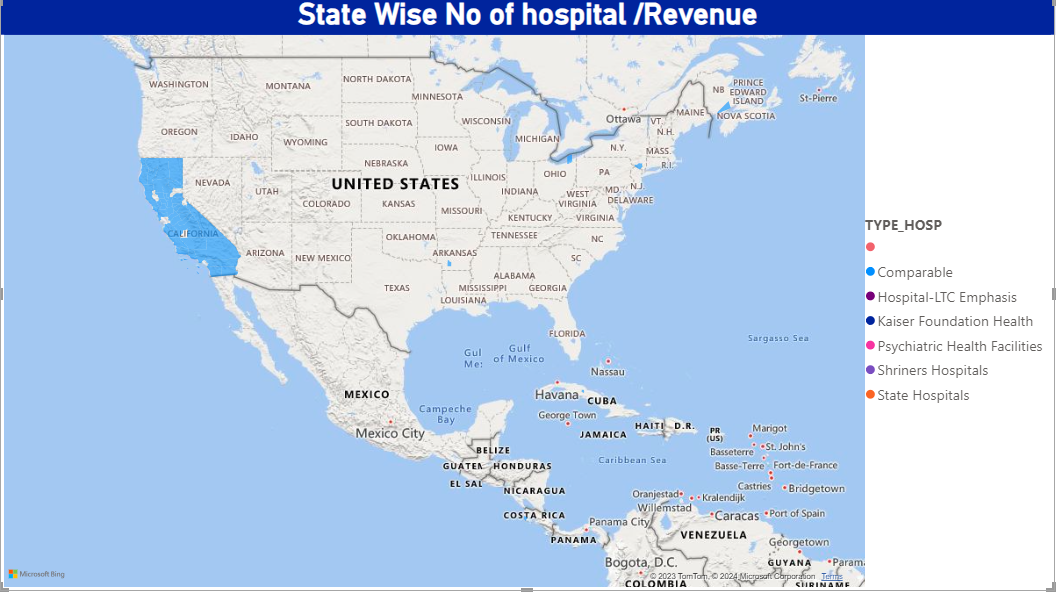 State Wise No of hospital /Revenue
WASHINGTON
MONTANA
NORTH DAKOTA
MINNESOTA
OREGON
IDAHO
WYOMING
SOUTH DAKOTA
WISCONSIN
MICHIGAN
Ottawa
VT.
N.H.
MAINE
NB
PRINCE
EDWARD
ISLAND
NOVA SCOTIA
St-Pierre
IOWA
N.Y.
MASS.
R.I.
NEBRASKA
NEVADA
UTAH
UNITED STATES
COLORADO
KANSAS
MISSOURI
ILLINOIS
INDIANA
OHIO
PA
N.J.
MD.
DELAWARE
WEST
VIRGINIA
VIRGINIA
KENTUCKY
CALIFORNIA
ARIZONA
NEW MEXICO
OKLAHOMA
ARKANSAS
TENNESSEE
NC
SC
TEXAS
MISSISSIPPI
ALABAMA
GEORGIA
LOUISIANA
FLORIDA
Gul
Me:
Gulf
of Mexico
Sargasso Sea
Nassau
MEXICO
Mexico City
Campeche
Bay
Havana
CUBA
George Town
JAMAICA
HAITI
D.R.
PR
(US)
Marigot
St. John's
Basseterre
Basse-Terre
Fort-de-France
Castries
Bridgetown
Caribbean Sea
BELIZE
GUATEM
HONDURAS
EL SAL
NICARAGUA
COSTA RICA
Panama City
PANAMA
Oranjestad
Willemstad
Kralendijk
Caracas
Port of Spain
VENEZUELA
Georgetown
GUYANA
Param
SURINAME
Bogota, D.C.
COLOMBIA
Microsoft Bing
© 2023 TomTom, © 2024 Microsoft Corporation Terms
TYPE_HOSP
Comparable
Hospital-LTC Emphasis
Kaiser Foundation Health
Psychiatric Health Facilities
Shriners Hospitals
State Hospitals